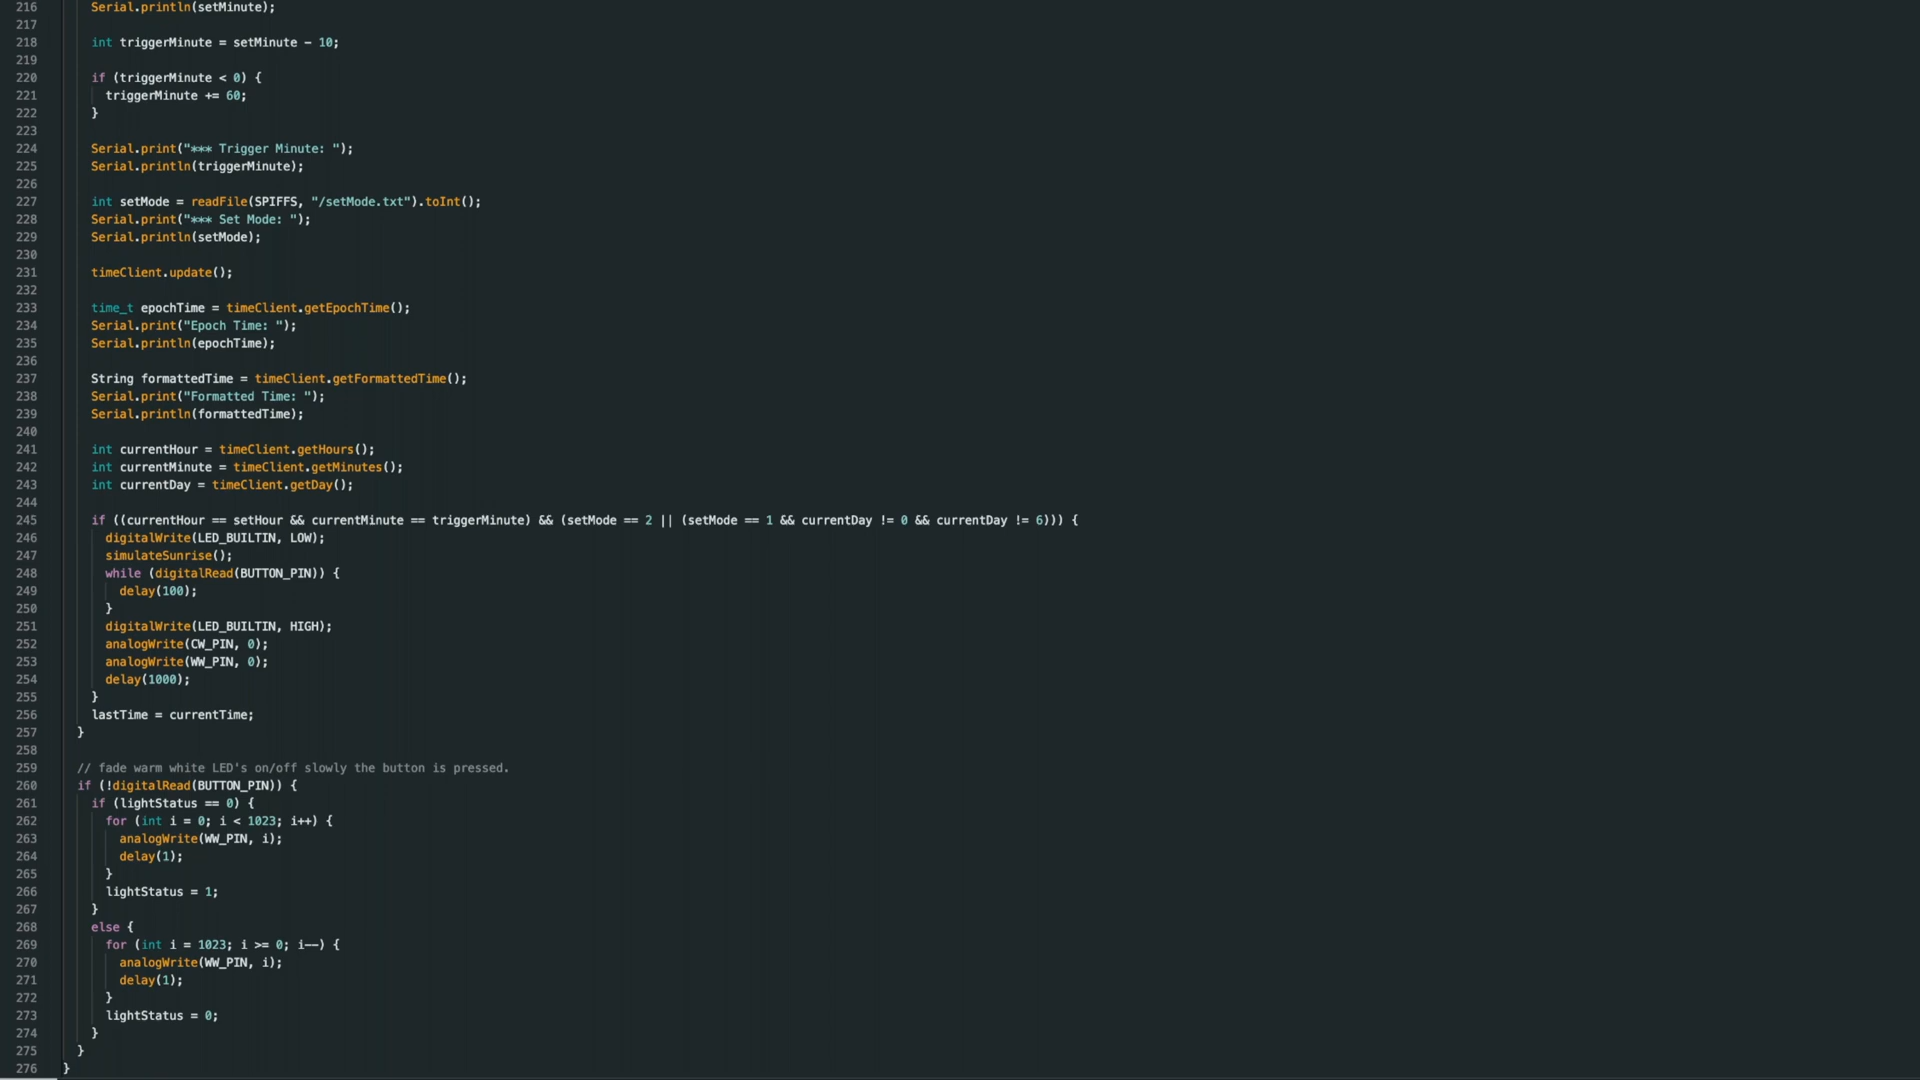 216 Serial.println(setMinute);
217
218 int triggerMinute = setMinute - 10;
219
220 if (triggerMinute < 0) {
221 triggerMinute += 60;
222 }
223
224 Serial.print("*** Trigger Minute: ");
225 Serial.println(triggerMinute);
226
227 int setMode = readFile(SPIFFS, "/setMode.txt").toInt();
228 Serial.print("*** Set Mode: ");
229 Serial.println(setMode);
230
231 timeClient.update();
232
233 time_t epochTime = timeClient.getEpochTime();
234 Serial.print("Epoch Time: ");
235 Serial.println(epochTime);
236
237 String formattedTime = timeClient.getFormattedTime();
238 Serial.print("Formatted Time: ");
239 Serial.println(formattedTime);
240
241 int currentHour = timeClient.getHours();
242 int currentMinute = timeClient.getMinutes();
243 int currentDay = timeClient.getDay();
244
245 if ((currentHour == setHour && currentMinute == triggerMinute) && (setMode == 2 || (setMode == 1 && currentDay != 0 && currentDay != 6))) {
246 digitalWrite(LED_BUILTIN, LOW);
247 simulateSunrise();
248 while (digitalRead(BUTTON_PIN)) {
249 delay(100);
250 }
251 digitalWrite(LED_BUILTIN, HIGH);
252 analogWrite(CW_PIN, 0);
253 analogWrite(WW_PIN, 0);
254 delay(1000);
255 }
256 lastTime = currentTime;
257 }
258
259 // fade warm white LED's on/off slowly the button is pressed.
260 if (!digitalRead(BUTTON_PIN)) {
261 if (lightStatus == 0) {
262 for (int i = 0; i < 1023; i++) {
263 analogWrite(WW_PIN, i);
264 delay(1);
265 }
266 lightStatus = 1;
267 }
268 else {
269 for (int i = 1023; i >= 0; i--) {
270 analogWrite(WW_PIN, i);
271 delay(1);
272 }
273 lightStatus = 0;
274 }
275 }
276 }